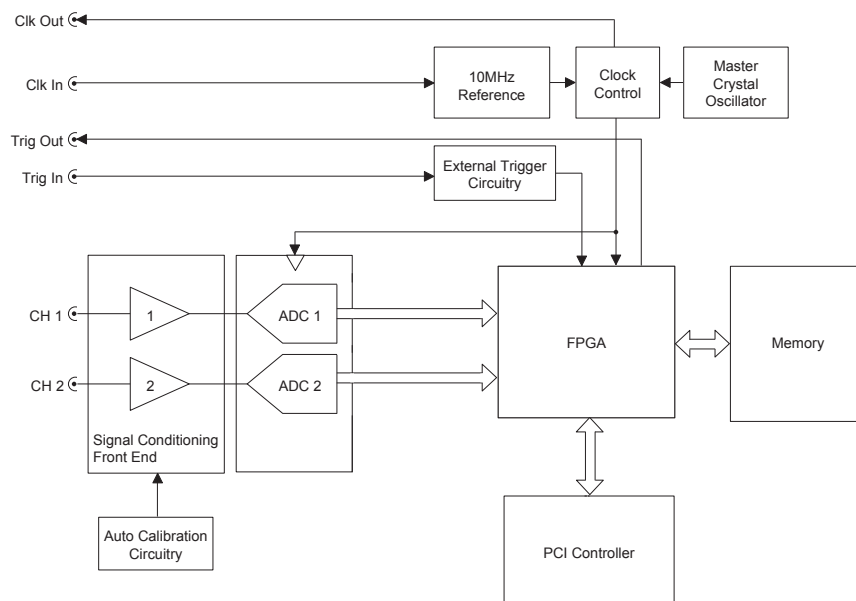 Clk Out
Clk In
10MHz
Reference
Clock
Control
Master
Crystal
Oscillator
Trig Out
Trig In
External Trigger
Circuitry
CH 1
1
ADC 1
FPGA
Memory
CH 2
2
ADC 2
Signal Conditioning
Front End
Auto Calibration
Circuitry
PCI Controller